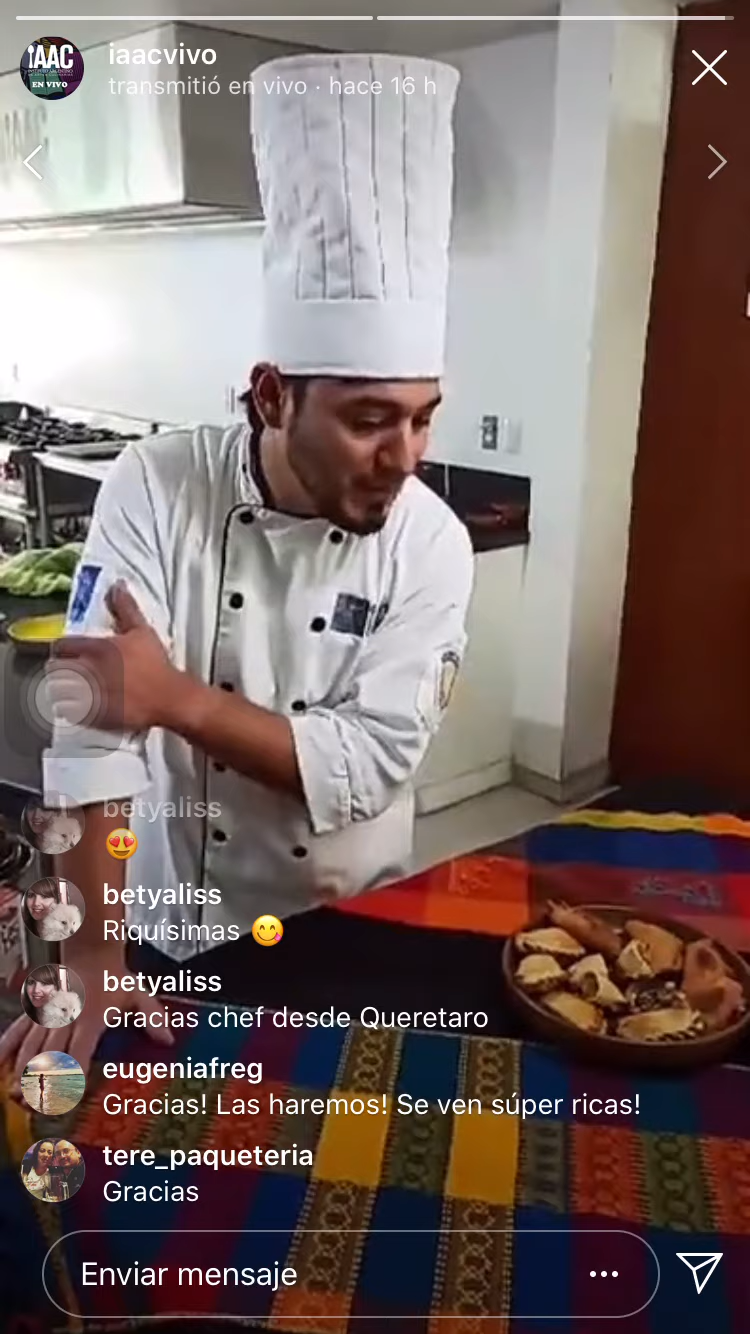 iAAC
EN VIVO
iaacvivo
transmitió en vivo · hace 16 h
betyaliss
😍
betyaliss
Riquísimas 😋
betyaliss
Gracias chef desde Queretaro
eugeniafreg
Gracias! Las haremos! Se ven súper ricas!
tere_paqueteria
Gracias
Enviar mensaje